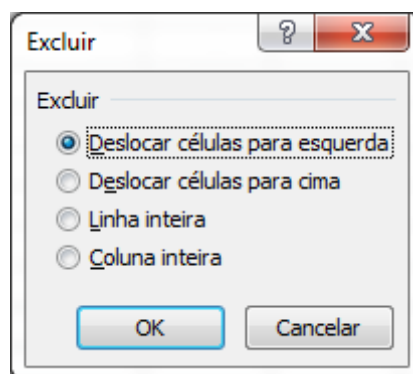 Excluir
Excluir
Deslocar células para esquerda
Deslocar células para cima
Linha inteira
Coluna inteira
OK
Cancelar